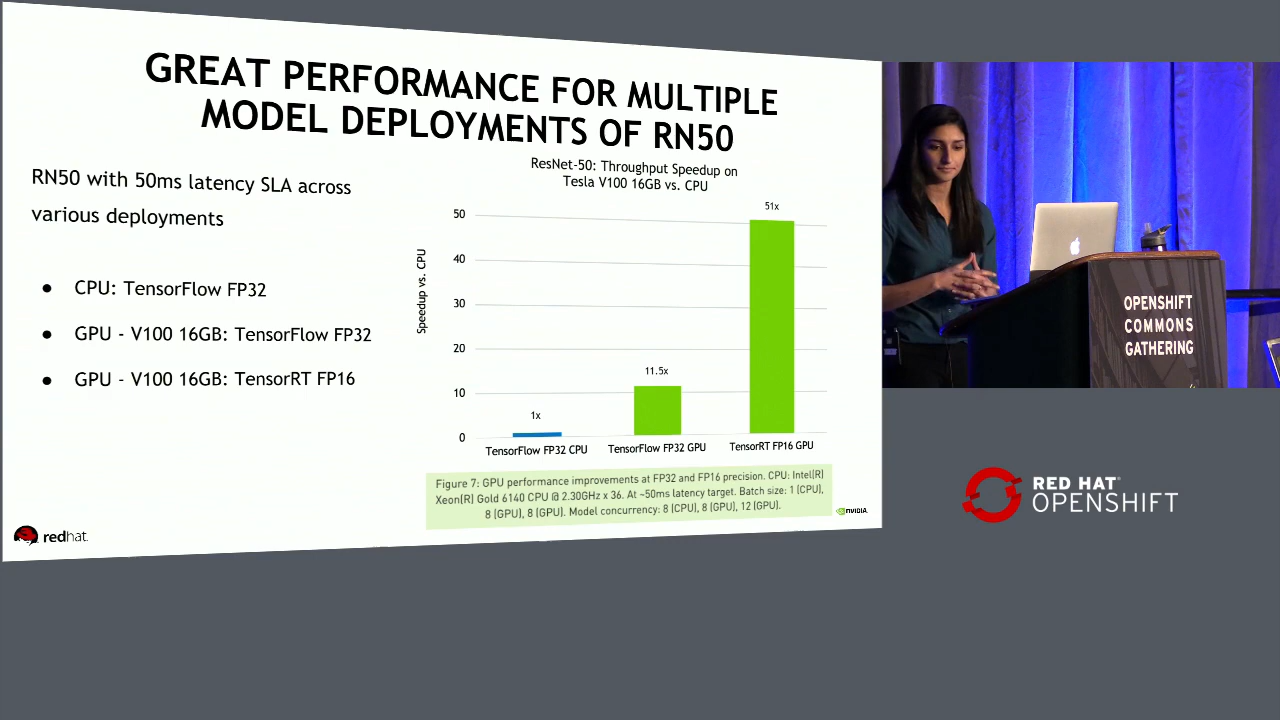 GREAT PERFORMANCE FOR MULTIPLE
MODEL DEPLOYMENTS OF RN50
RN50 with 50ms latency SLA across
various deployments
● CPU: TensorFlow FP32
● GPU - V100 16GB: TensorFlow FP32
● GPU - V100 16GB: TensorRT FP16
ResNet-50: Throughput Speedup on
Tesla V100 16GB vs. CPU
Speedup vs. CPU
50
40
30
20
10
0
1x
11.5x
51x
TensorFlow FP32 CPU
TensorFlow FP32 GPU
TensorRT FP16 GPU
Figure 7: GPU performance improvements at FP32 and FP16 precision. CPU: Intel(R)
Xeon(R) Gold 6140 CPU @ 2.30GHz x 36. At ~50ms latency target. Batch size: 1 (CPU),
8 (GPU), 8 (GPU). Model concurrency: 8 (CPU), 8 (GPU), 12 (GPU).
NVIDIA
redhat.
OPENSHIFT
COMMONS
GATHERING
RED HAT®
OPENSHIFT